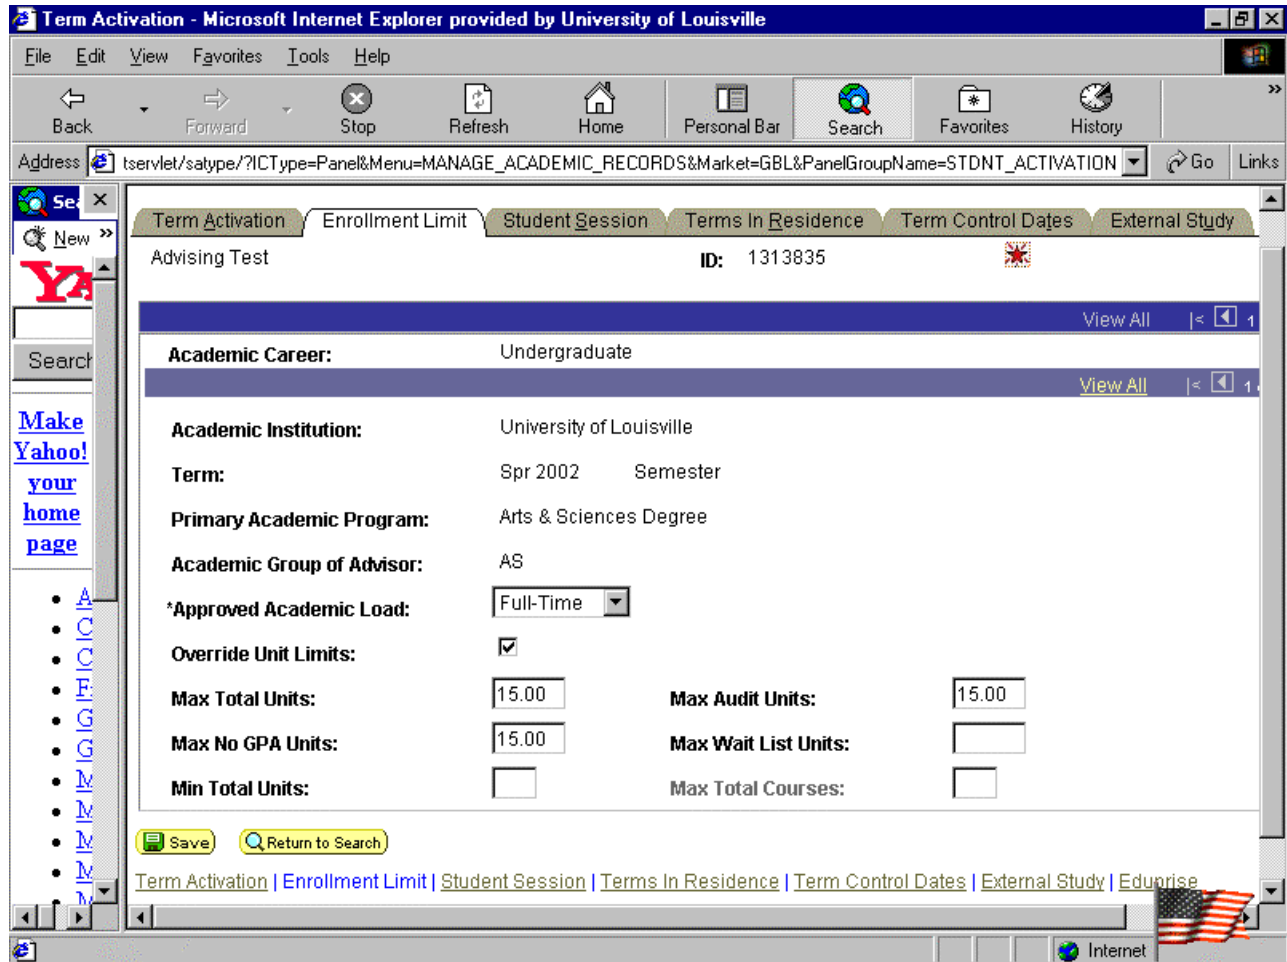 Term Activation - Microsoft Internet Explorer provided by University of Louisville
File Edit View Favorites Tools Help
Back Forward Stop Refresh Home Personal Bar Search Favorites History »
Address tservlet/satype/?ICType=Panel&Menu=MANAGE_ACADEMIC_RECORDS&Market=GBL&PanelGroupName=STDNT_ACTIVATION Go Links
New »
Search
Make
Yahoo!
your
home
page
Term Activation Enrollment Limit Student Session Terms In Residence Term Control Dates External Study
Advising Test ID: 1313835
View All |< 1
Academic Career: Undergraduate
View All |< 1
Academic Institution: University of Louisville
Term: Spr 2002 Semester
Primary Academic Program: Arts & Sciences Degree
Academic Group of Advisor: AS
*Approved Academic Load: Full-Time
Override Unit Limits:
Max Total Units: 15.00 Max Audit Units: 15.00
Max No GPA Units: 15.00 Max Wait List Units:
Min Total Units: Max Total Courses:
Save Return to Search
Term Activation | Enrollment Limit | Student Session | Terms In Residence | Term Control Dates | External Study | Eduprise
Internet